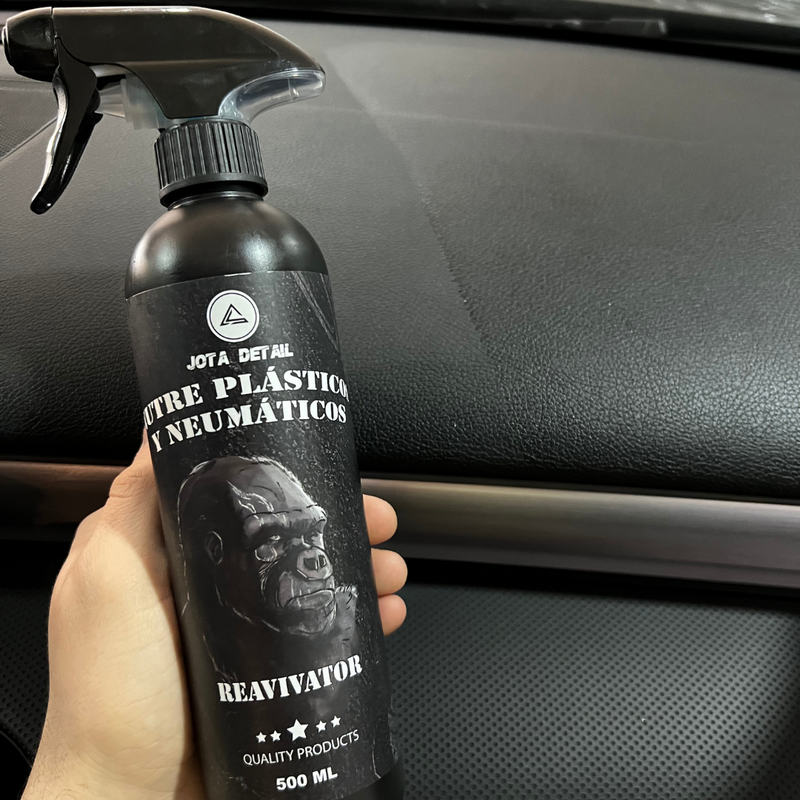 JOTA DETAIL
UTRE PLÁSTICO
Y NEUMÁTICOS
REAVIVATOR
QUALITY PRODUCTS
500 ML